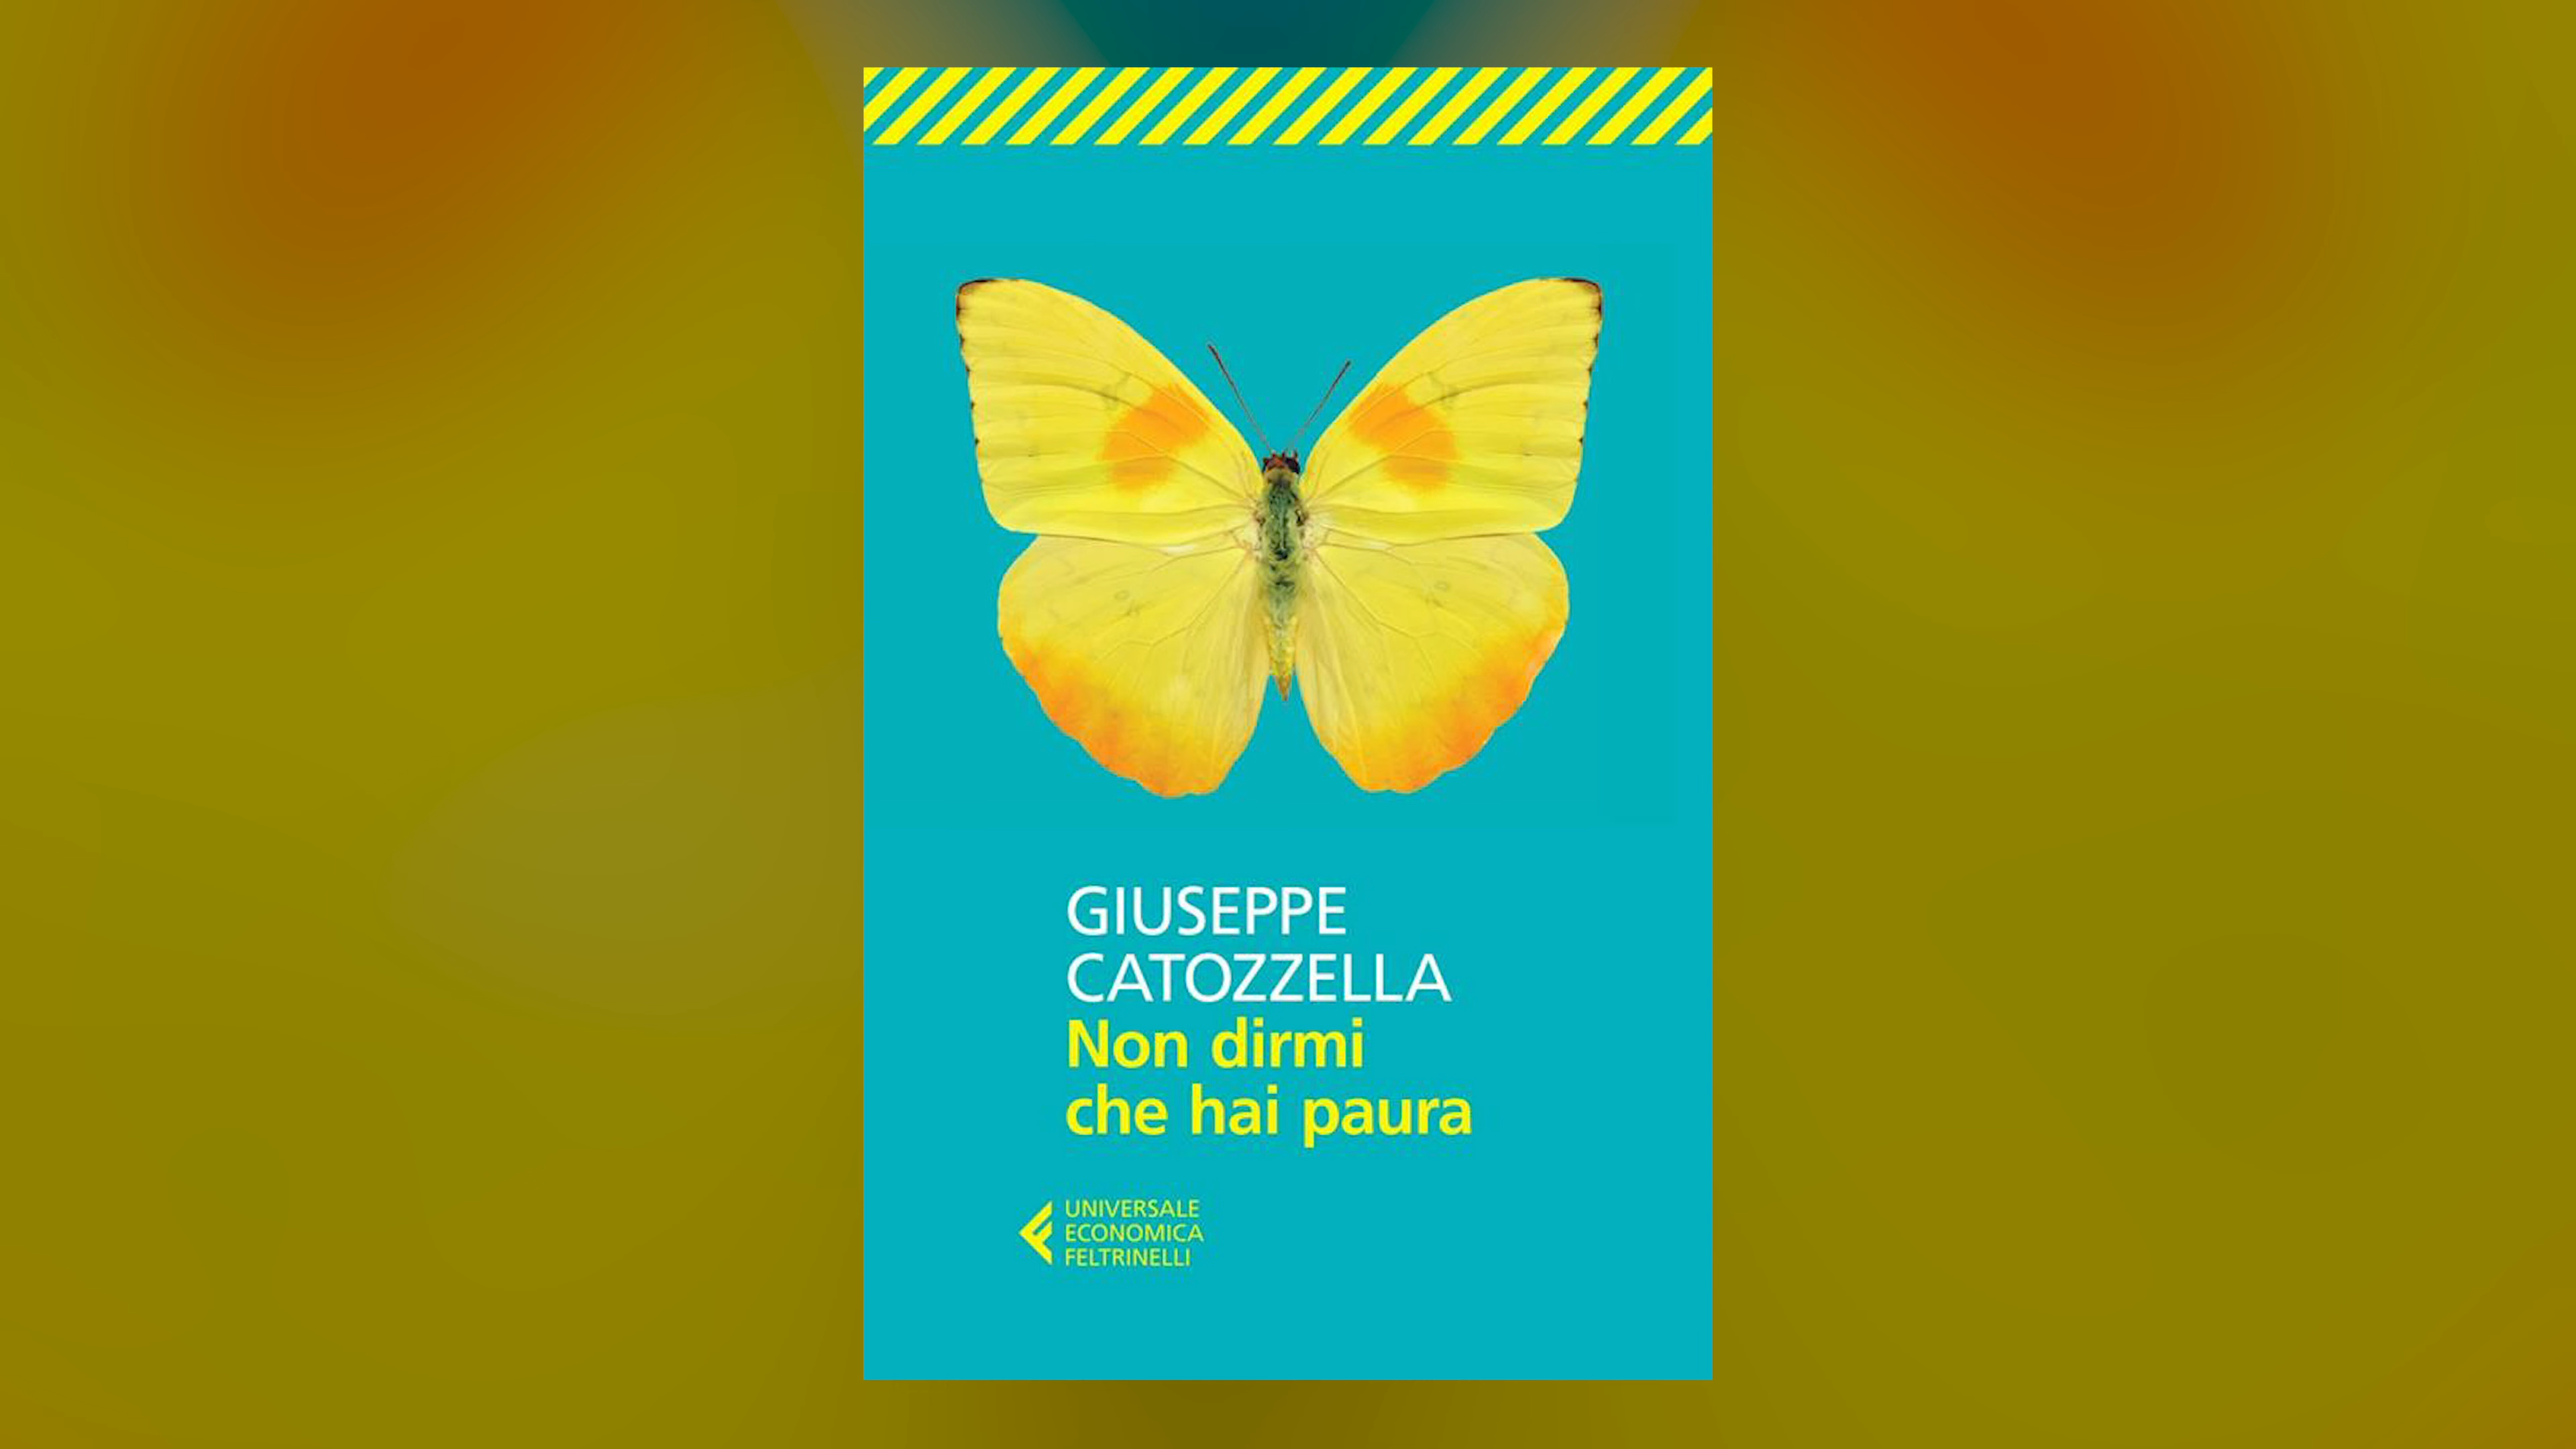 GIUSEPPE
CATOZZELLA
Non dirmi
che hai paura
UNIVERSALE
ECONOMICA
FELTRINELLI